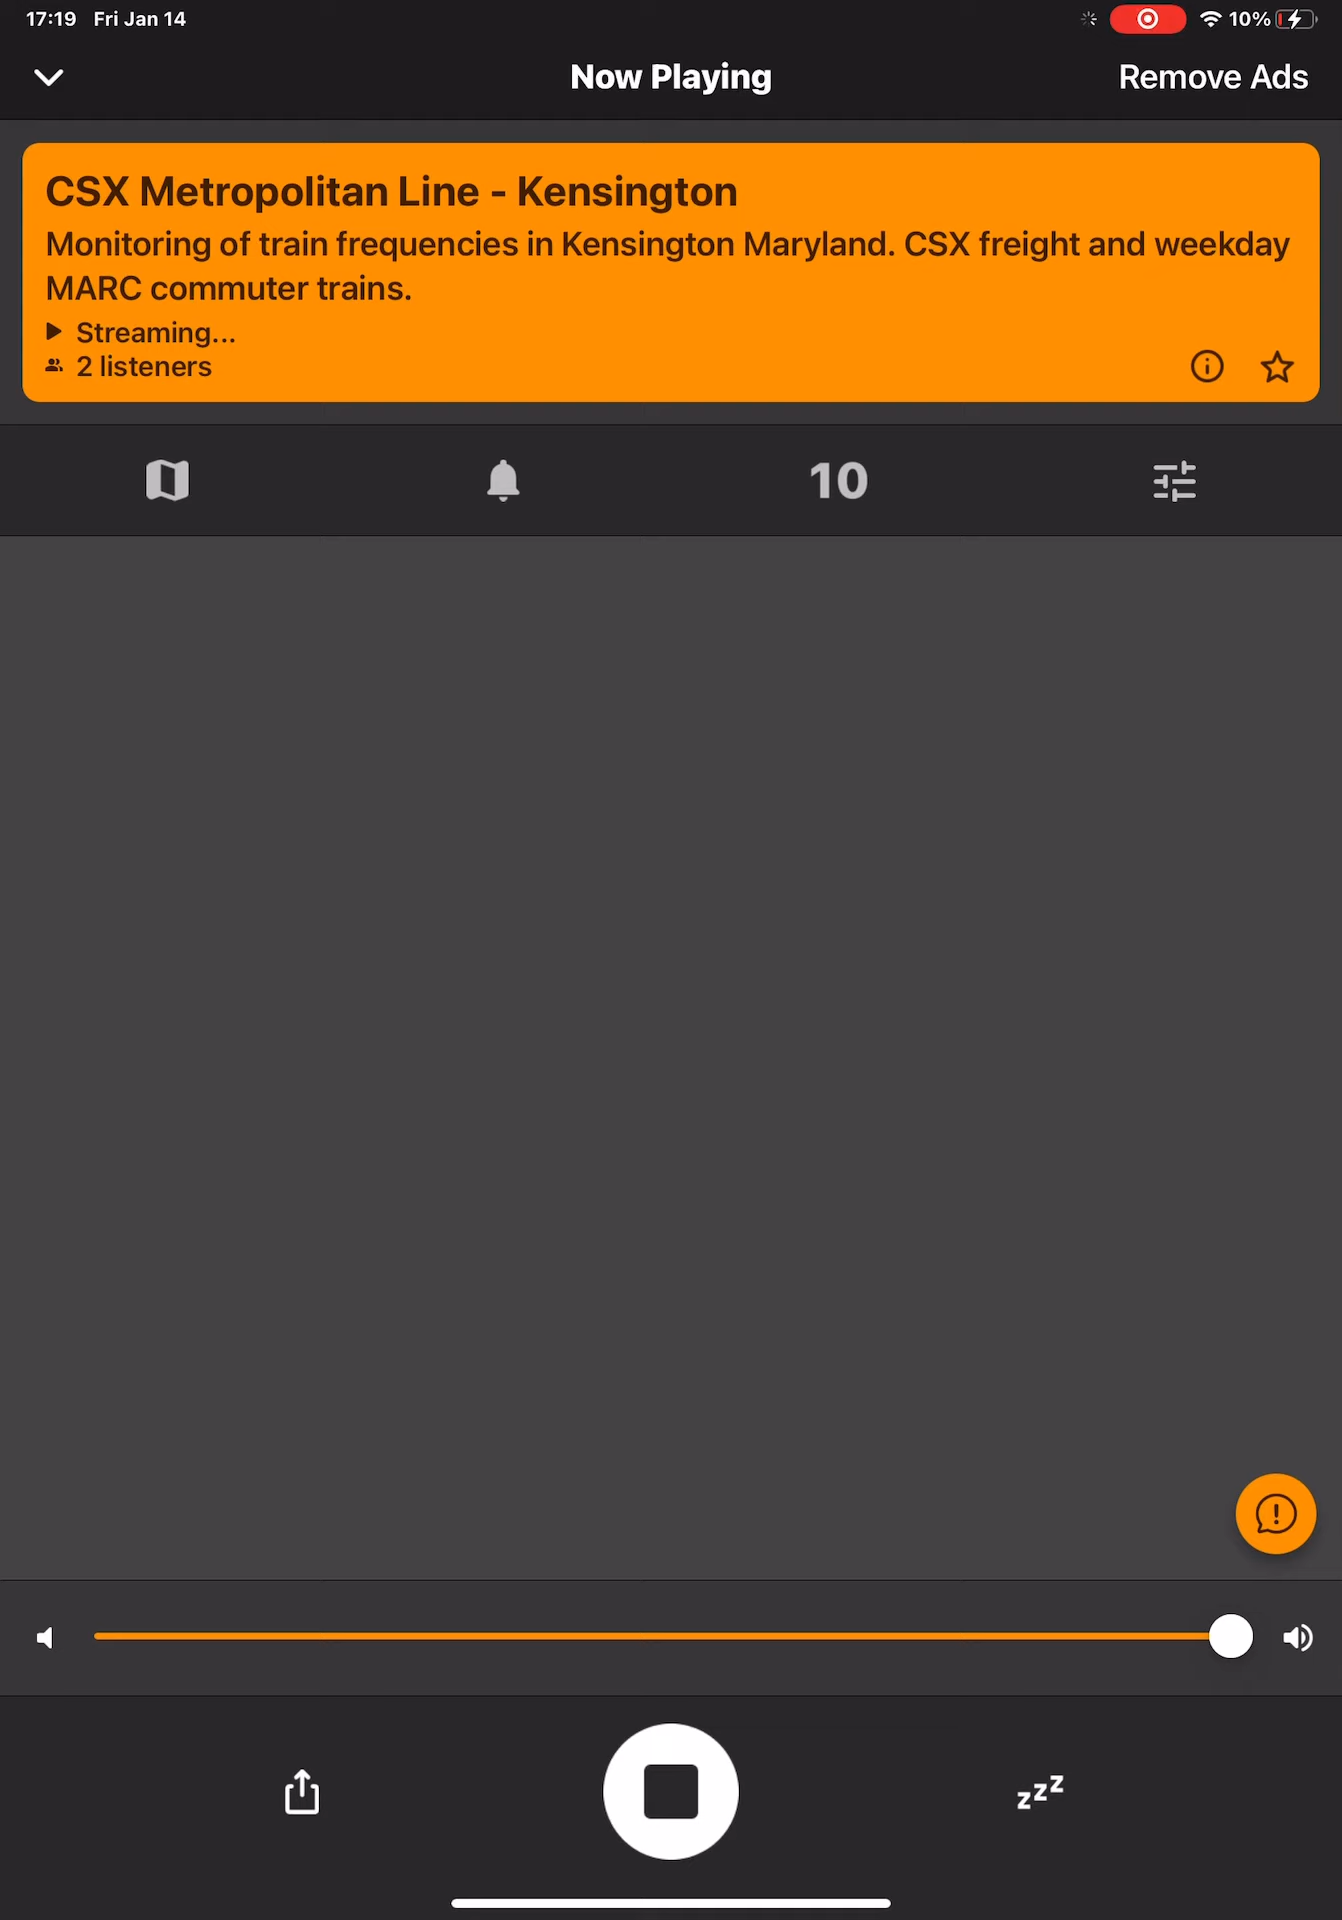 17:19 Fri Jan 14
10%
Now Playing
Remove Ads
CSX Metropolitan Line - Kensington
Monitoring of train frequencies in Kensington Maryland. CSX freight and weekday
MARC commuter trains.
Streaming...
2 listeners
10
zzz